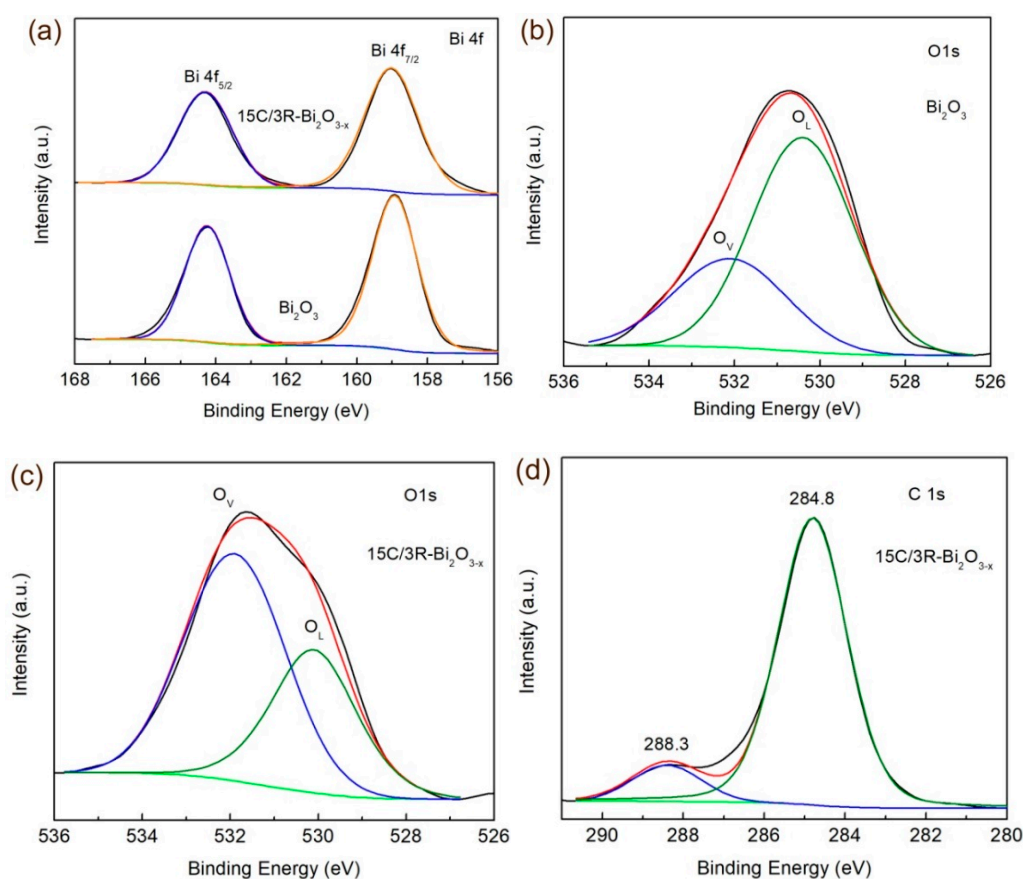 (a)
Bi 4f
Bi 4f7/2
Bi 4f5/2
15C/3R-Bi2O3-x
Bi2O3
Intensity (a.u.)
168 166 164 162 160 158 156
Binding Energy (eV)
(b)
O1s
Bi2O3
OL
OV
Intensity (a.u.)
536 534 532 530 528 526
Binding Energy (eV)
(c)
OV
O1s
15C/3R-Bi2O3-x
OL
Intensity (a.u.)
536 534 532 530 528 526
Binding Energy (eV)
(d)
284.8
C 1s
15C/3R-Bi2O3-x
288.3
Intensity (a.u.)
290 288 286 284 282 280
Binding Energy (eV)